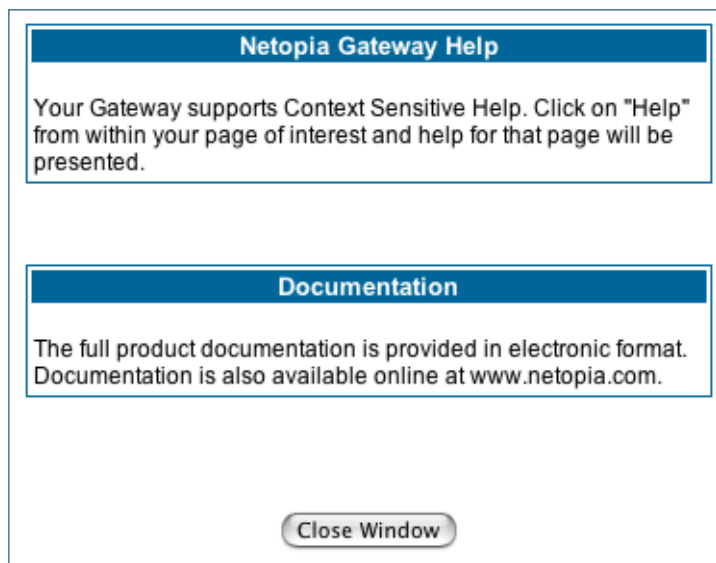 Netopia Gateway Help
Your Gateway supports Context Sensitive Help. Click on "Help"
from within your page of interest and help for that page will be
presented.
Documentation
The full product documentation is provided in electronic format.
Documentation is also available online at www.netopia.com.
Close Window